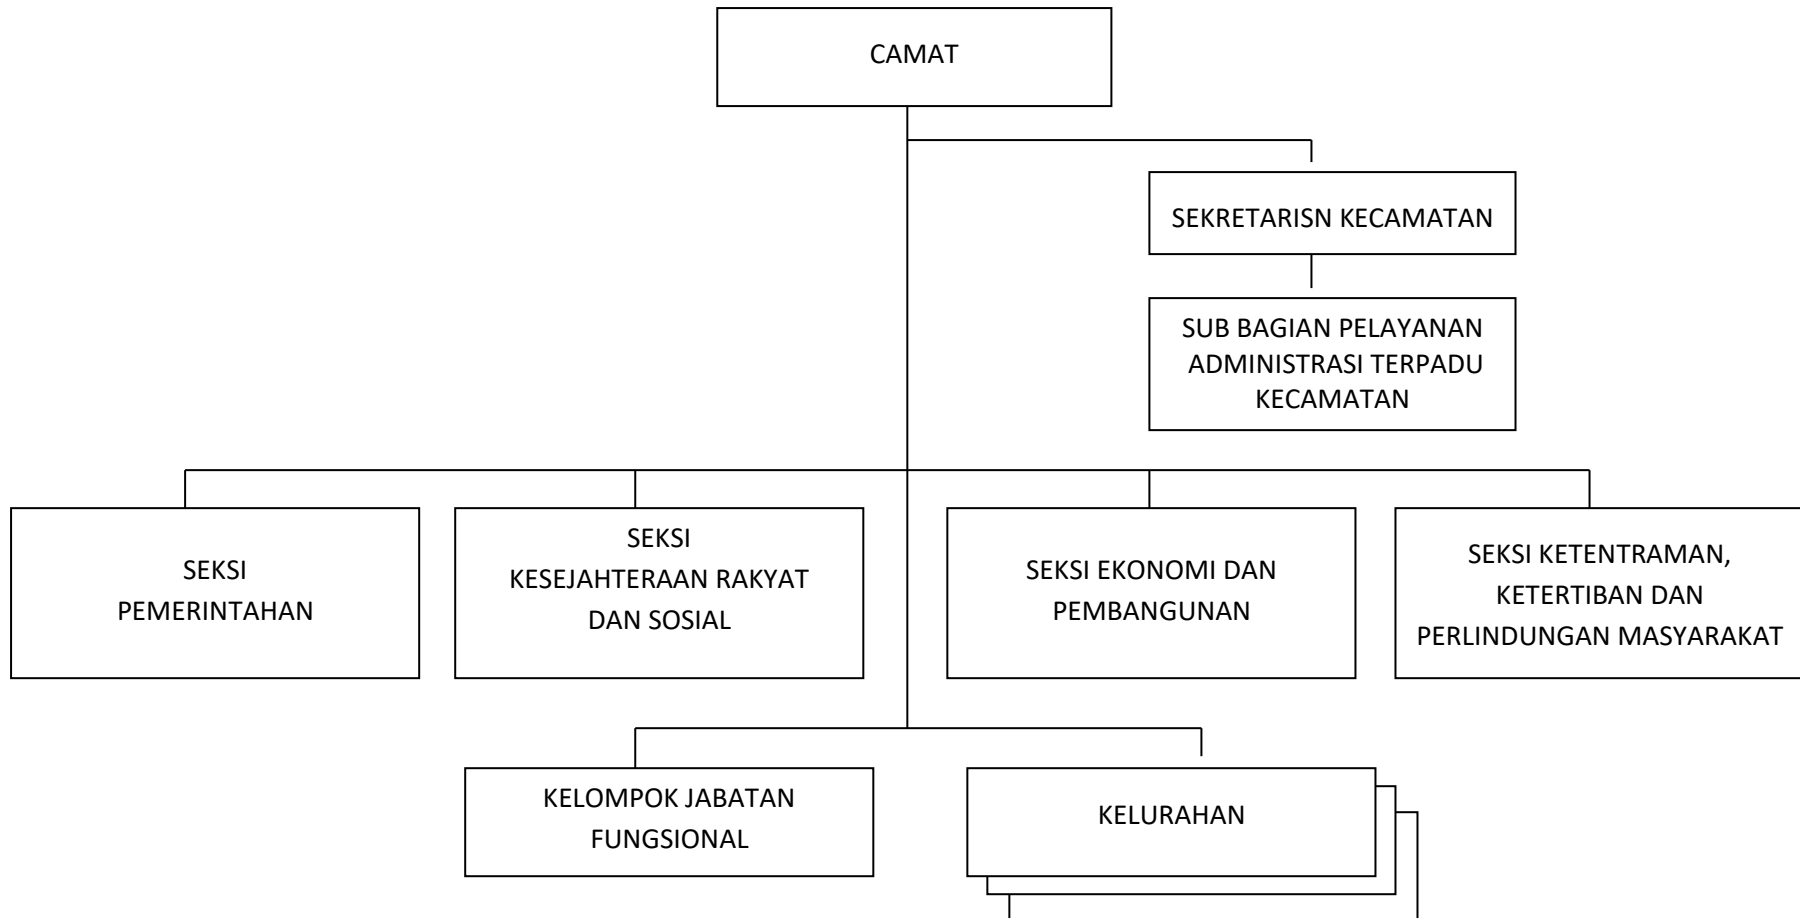 CAMAT
SEKRETARISN KECAMATAN
SUB BAGIAN PELAYANAN
ADMINISTRASI TERPADU
KECAMATAN
SEKSI
PEMERINTAHAN
SEKSI
KESEJAHTERAAN RAKYAT
DAN SOSIAL
SEKSI EKONOMI DAN
PEMBANGUNAN
SEKSI KETENTRAMAN,
KETERTIBAN DAN
PERLINDUNGAN MASYARAKAT
KELOMPOK JABATAN
FUNGSIONAL
KELURAHAN